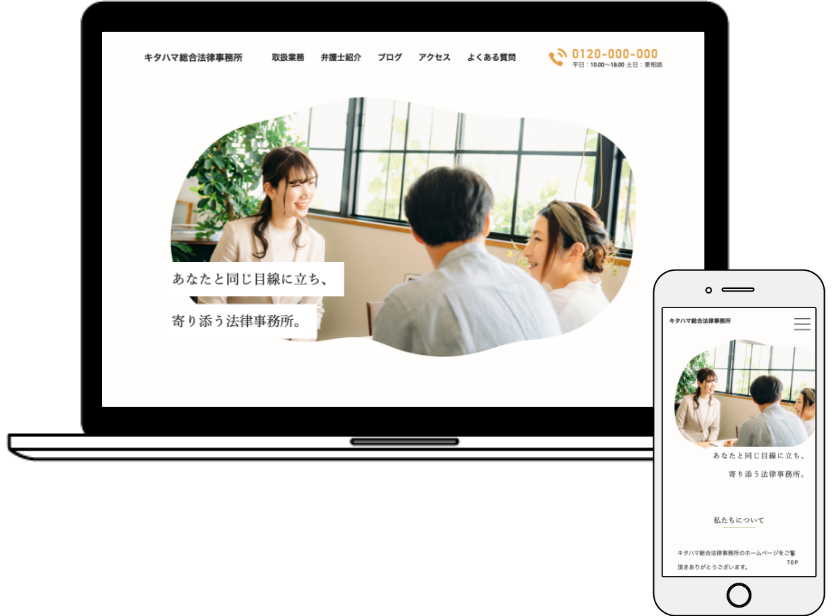 キタハマ総合法律事務所
取扱業務 弁護士紹介 ブログ アクセス よくある質問
0120-000-000
平日：10:00〜18:00 土日：要相談
あなたと同じ目線に立ち、
寄り添う法律事務所。
キタハマ総合法律事務所
あなたと同じ目線に立ち、
寄り添う法律事務所。
私たちについて
キタハマ総合法律事務所のホームページをご覧
頂きありがとうございます。
TOP